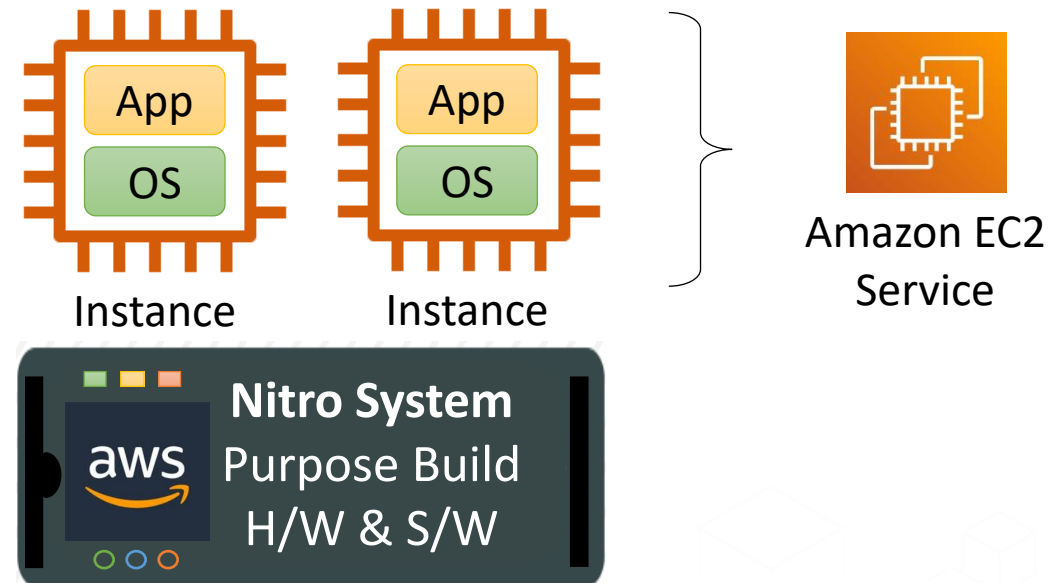 App
OS
Instance
App
OS
Instance
Amazon EC2
Service
aws
Nitro System
Purpose Build
H/W & S/W